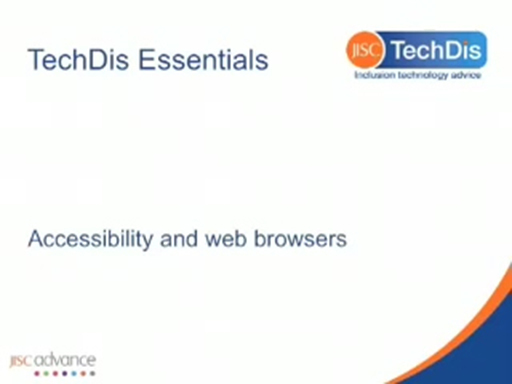 TechDis Essentials
JISC TechDis
Inclusion technology advice
Accessibility and web browsers
JISC advance